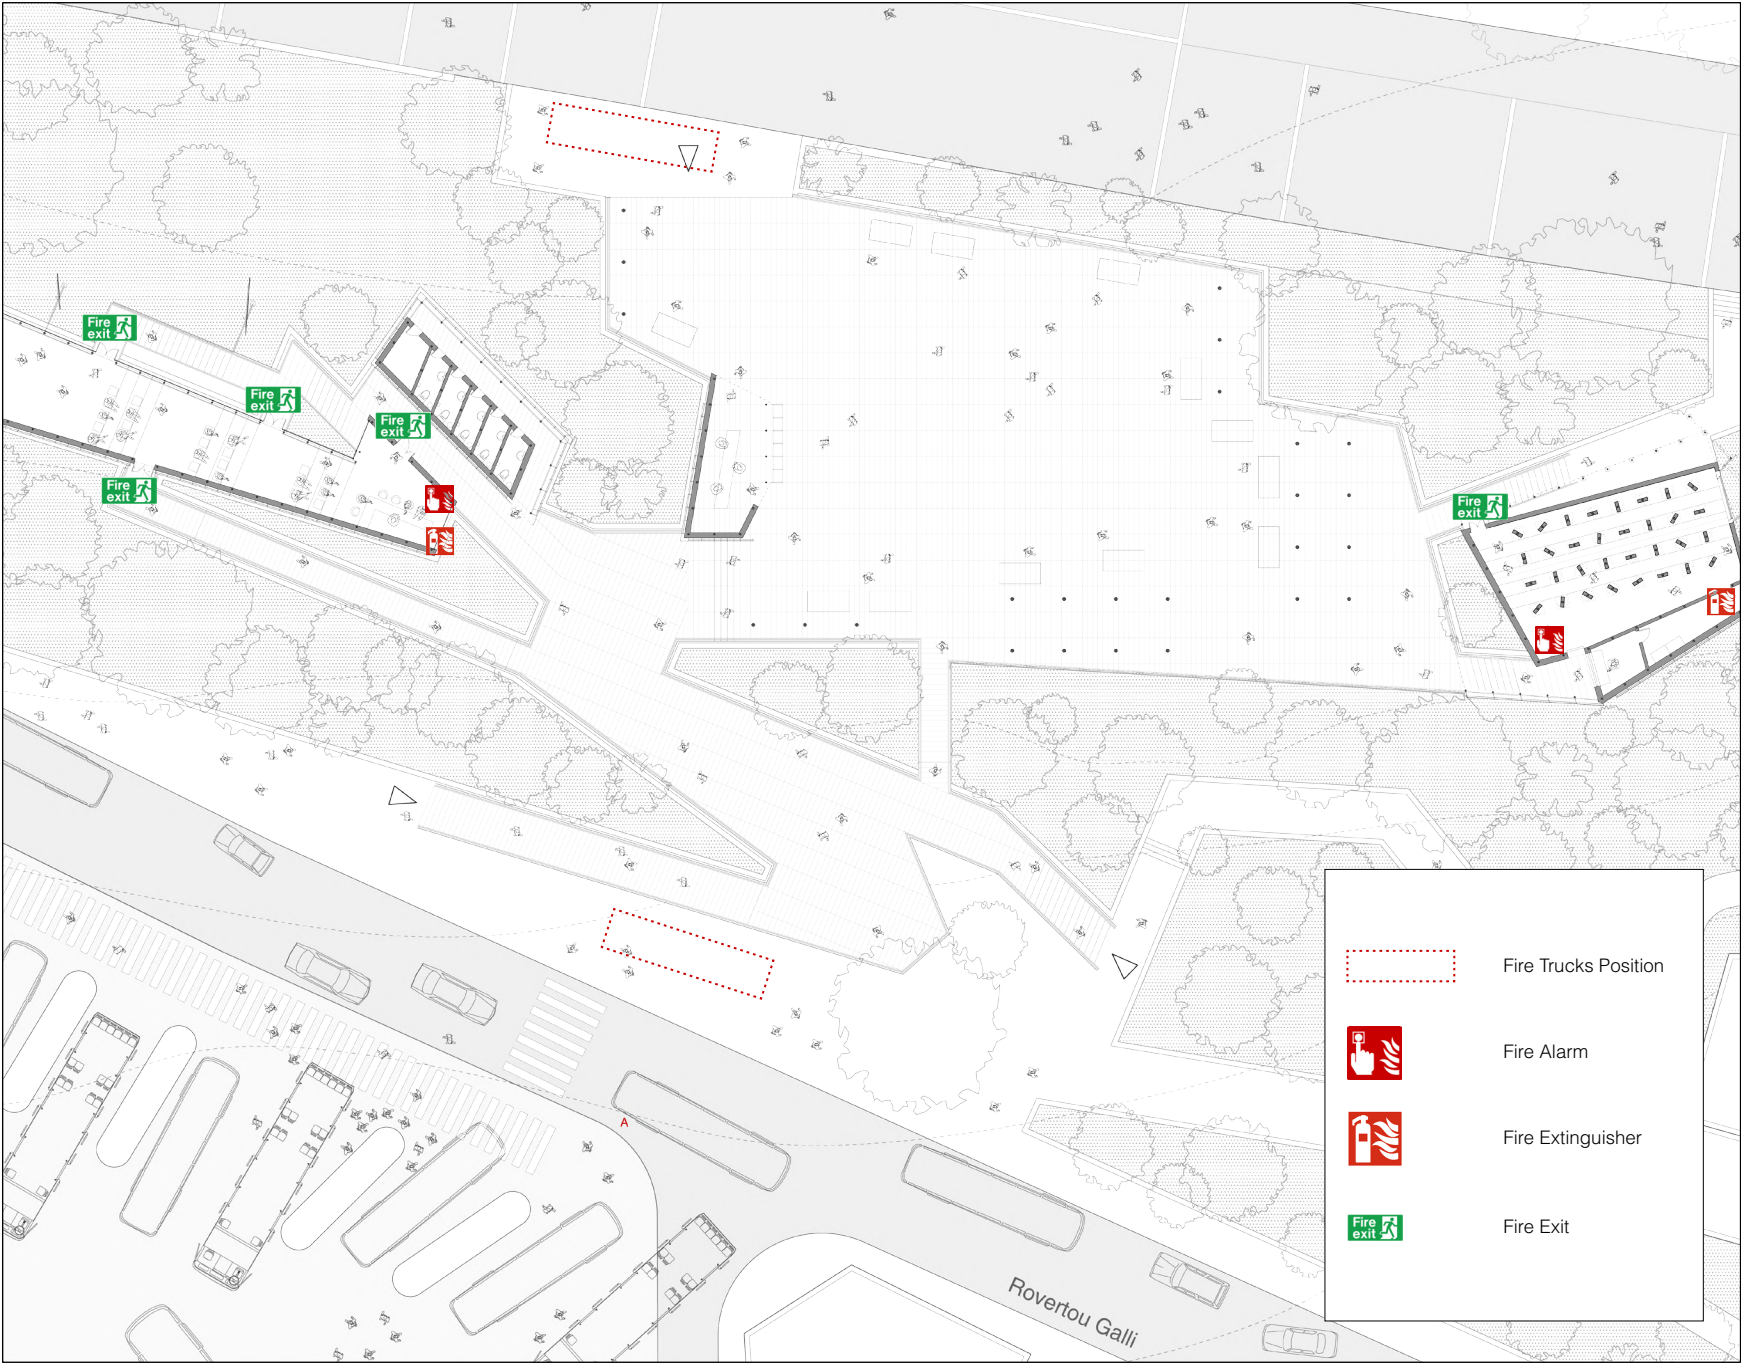 Fire
exit
Fire
exit
Fire
exit
Fire
exit
Fire
exit
A
Rovertou Galli
Fire Trucks Position
Fire Alarm
Fire Extinguisher
Fire
exit
Fire Exit